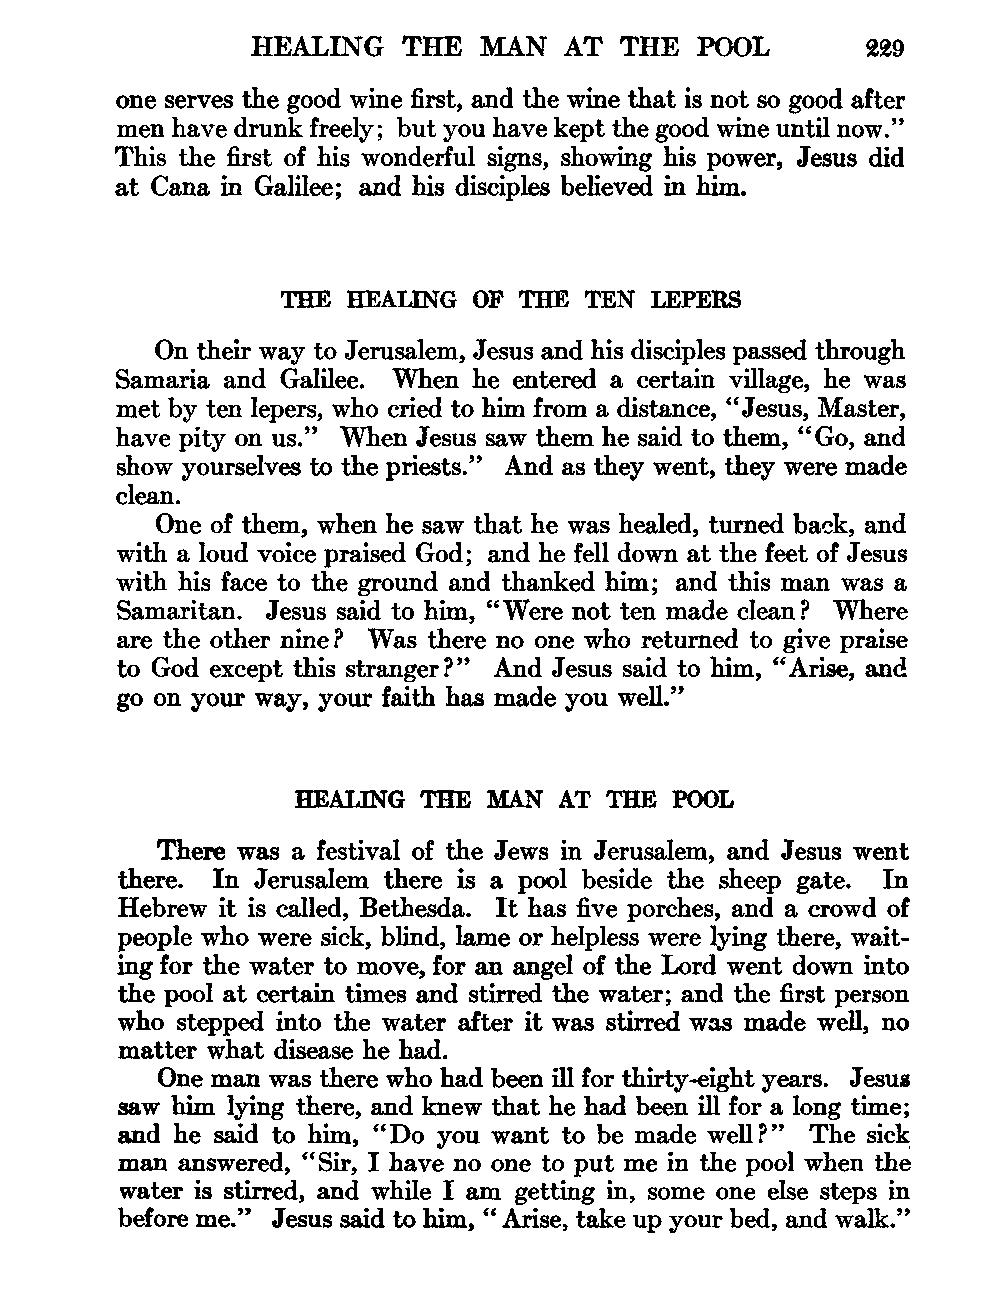 HEALING THE MAN AT THE POOL 229
one serves the good wine first, and the wine that is not so good after
men have drunk freely; but you have kept the good wine until now.”
This the first of his wonderful signs, showing his power, Jesus did
at Cana in Galilee; and his disciples believed in him.
THE HEALING OF THE TEN LEPERS
On their way to Jerusalem, Jesus and his disciples passed through
Samaria and Galilee. When he entered a certain village, he was
met by ten lepers, who cried to him from a distance, “Jesus, Master,
have pity on us.” When Jesus saw them he said to them, “Go, and
show yourselves to the priests.” And as they went, they were made
clean.
One of them, when he saw that he was healed, turned back, and
with a loud voice praised God; and he fell down at the feet of Jesus
with his face to the ground and thanked him; and this man was a
Samaritan. Jesus said to him, “Were not ten made clean? Where
are the other nine? Was there no one who returned to give praise
to God except this stranger?” And Jesus said to him, “Arise, and
go on your way, your faith has made you well.”
HEALING THE MAN AT THE POOL
There was a festival of the Jews in Jerusalem, and Jesus went
there. In Jerusalem there is a pool beside the sheep gate. In
Hebrew it is called, Bethesda. It has five porches, and a crowd of
people who were sick, blind, lame or helpless were lying there, wait-
ing for the water to move, for an angel of the Lord went down into
the pool at certain times and stirred the water; and the first person
who stepped into the water after it was stirred was made well, no
matter what disease he had.
One man was there who had been ill for thirty-eight years. Jesus
saw him lying there, and knew that he had been ill for a long time;
and he said to him, “Do you want to be made well?” The sick
man answered, “Sir, I have no one to put me in the pool when the
water is stirred, and while I am getting in, some one else steps in
before me.” Jesus said to him, “Arise, take up your bed, and walk.”